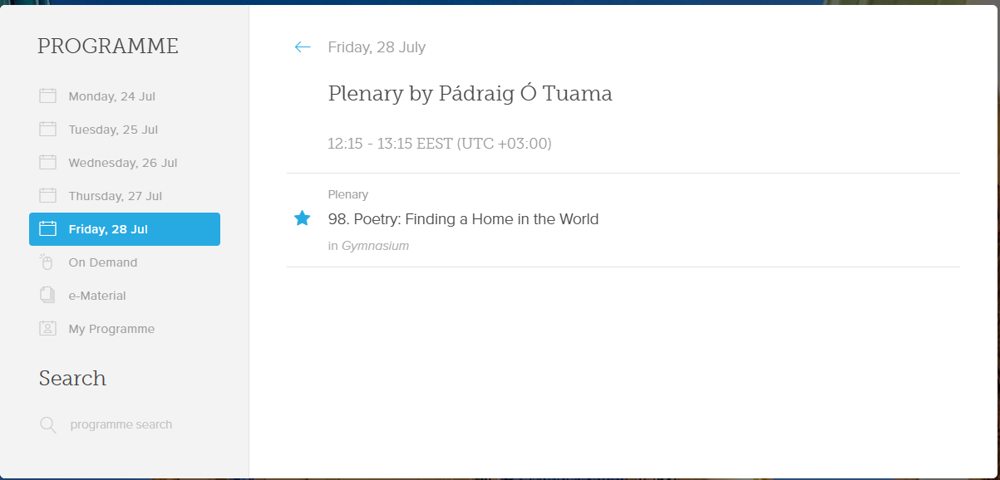 PROGRAMME
Monday, 24 Jul
Tuesday, 25 Jul
Wednesday, 26 Jul
Thursday, 27 Jul
Friday, 28 Jul
On Demand
e-Material
My Programme
Search
programme search
Friday, 28 July
Plenary by Pádraig Ó Tuama
12:15 - 13:15 EEST (UTC +03:00)
Plenary
98. Poetry: Finding a Home in the World
in Gymnasium